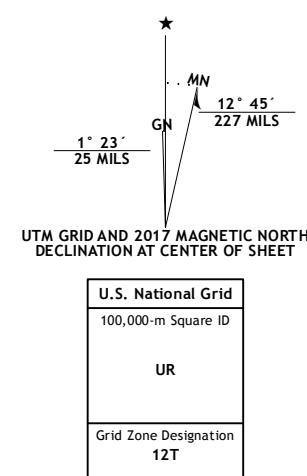 ★
MN
GN
12° 45´
227 MILS
1° 23´
25 MILS
UTM GRID AND 2017 MAGNETIC NORTH
DECLINATION AT CENTER OF SHEET
U.S. National Grid
100,000-m Square ID
UR
Grid Zone Designation
12T